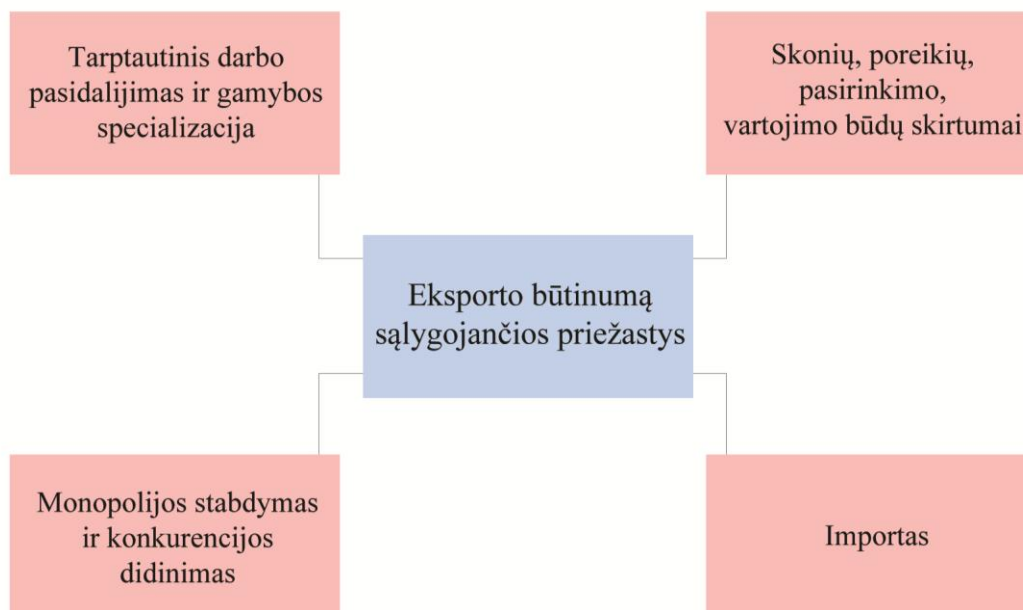 Tarptautinis darbo
pasidalijimas ir gamybos
specializacija
Skonių, poreikių,
pasirinkimo,
vartojimo būdų skirtumai
Eksporto būtinumą
sąlygojančios priežastys
Monopolijos stabdymas
ir konkurencijos
didinimas
Importas